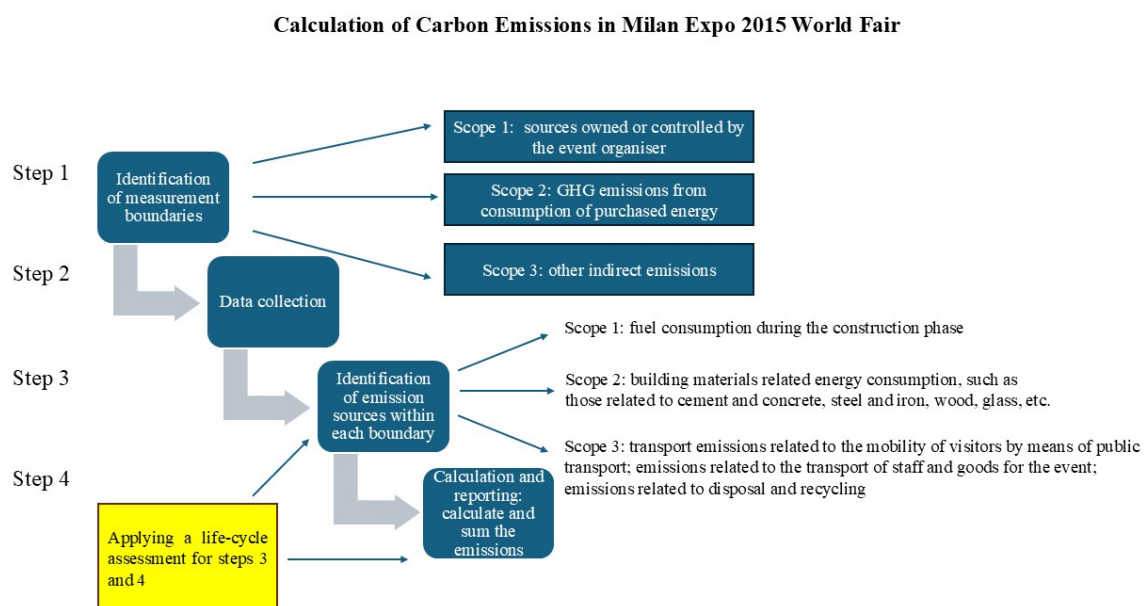 Calculation of Carbon Emissions in Milan Expo 2015 World Fair
Step 1
Identification
of measurement
boundaries
Scope 1:  sources owned or controlled by
the event organiser
Scope 2: GHG emissions from
consumption of purchased energy
Scope 3: other indirect emissions
Step 2
Data collection
Step 3
Identification
of emission
sources within
each boundary
Scope 1: fuel consumption during the construction phase
Scope 2: building materials related energy consumption, such as
those related to cement and concrete, steel and iron, wood, glass, etc.
Scope 3: transport emissions related to the mobility of visitors by means of public
transport; emissions related to the transport of staff and goods for the event;
emissions related to disposal and recycling
Step 4
Calculation and
reporting:
calculate and
sum the
emissions
Applying a life-cycle
assessment for steps 3
and 4